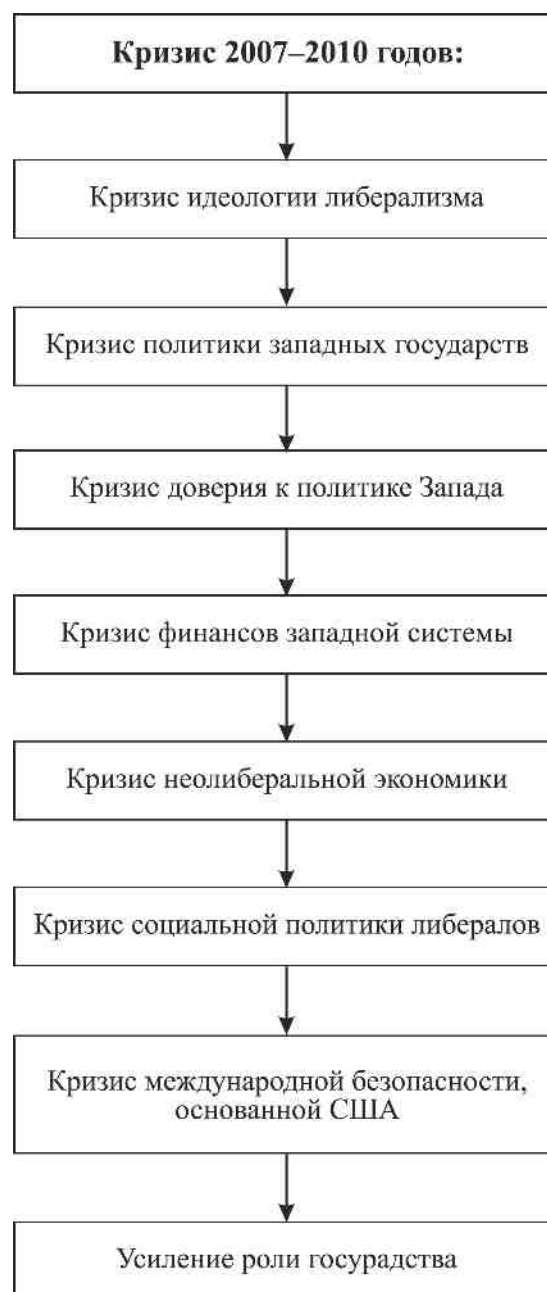 Кризис 2007–2010 годов:
Кризис идеологии либерализма
Кризис политики западных государств
Кризис доверия к политике Запада
Кризис финансов западной системы
Кризис неолиберальной экономики
Кризис социальной политики либералов
Кризис международной безопасности,
основанной США
Усиление роли госурадства